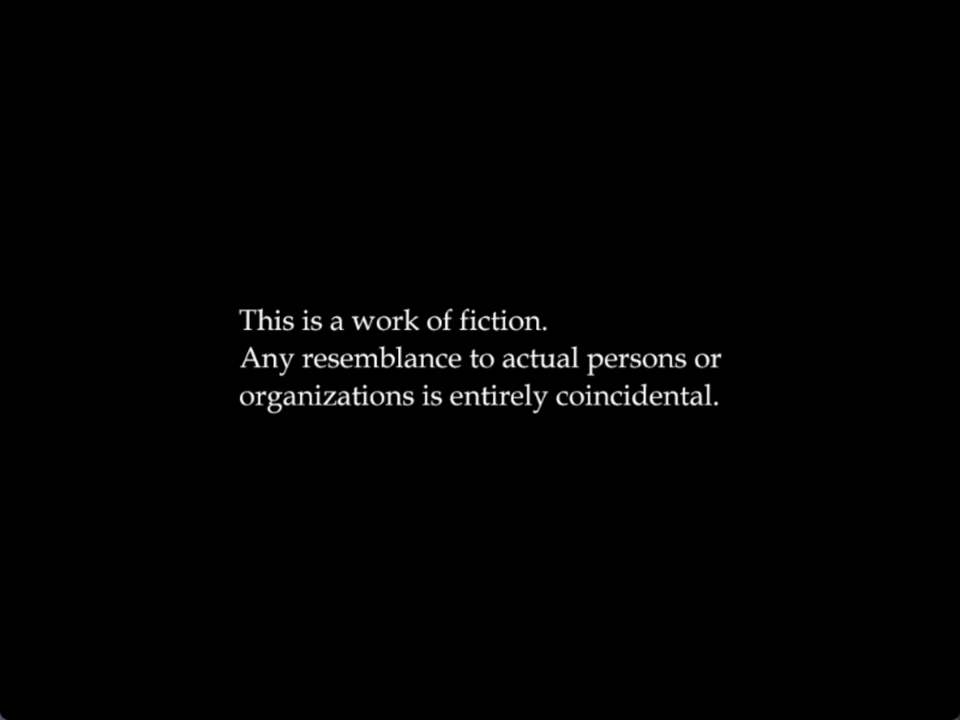 This is a work of fiction.
Any resemblance to actual persons or
organizations is entirely coincidental.